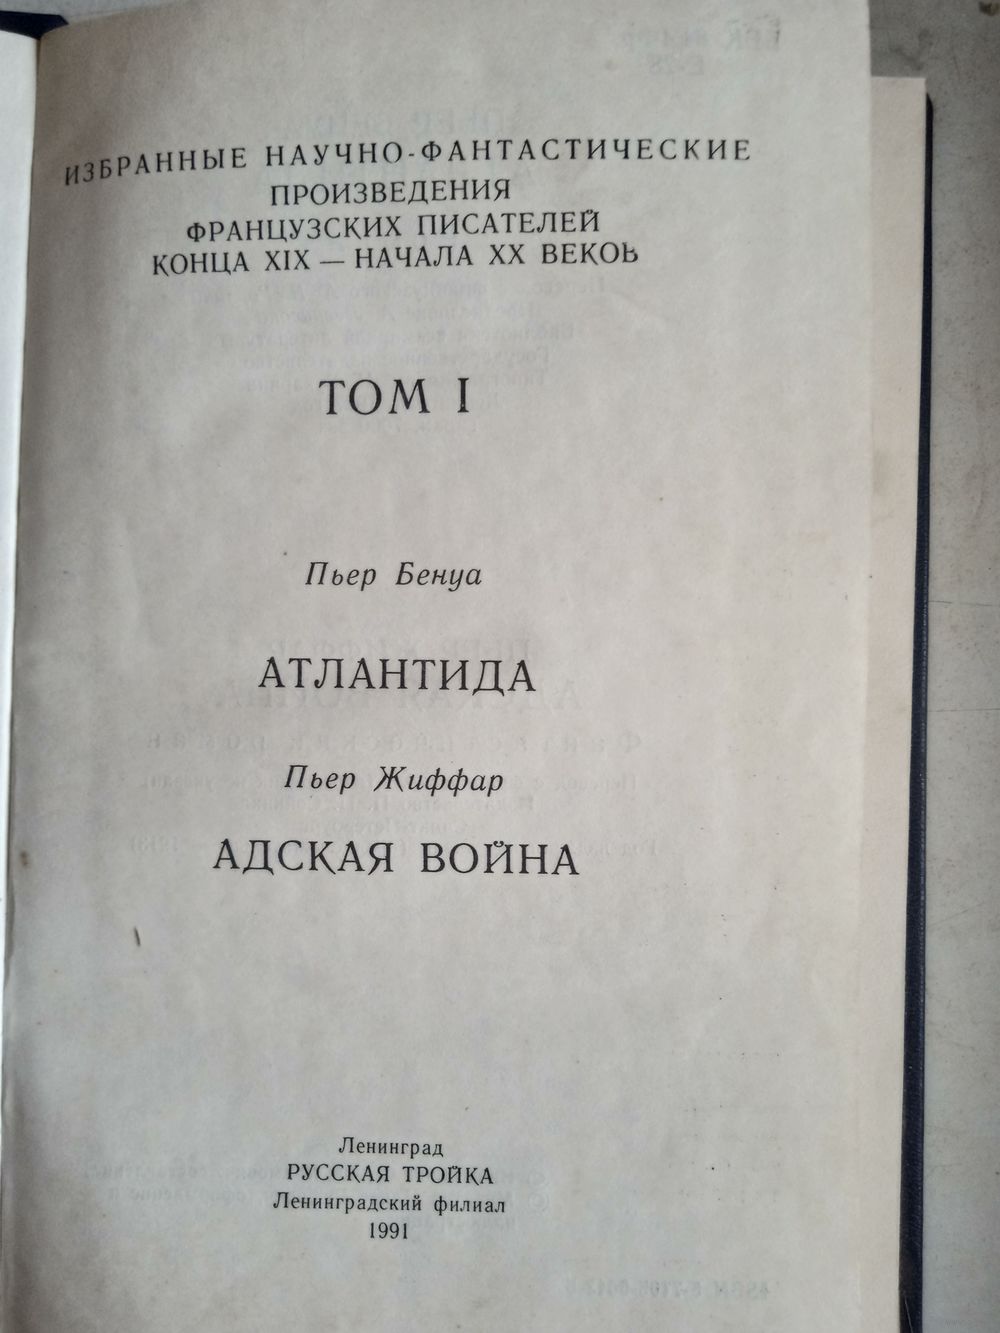 ИЗБРАННЫЕ НАУЧНО-ФАНТАСТИЧЕСКИЕ
ПРОИЗВЕДЕНИЯ
ФРАНЦУЗСКИХ ПИСАТЕЛЕЙ
КОНЦА XIX — НАЧАЛА XX ВЕКОВ
ТОМ I
Пьер Бенуа
АТЛАНТИДА
Пьер Жиффар
АДСКАЯ ВОЙНА
Ленинград
РУССКАЯ ТРОЙКА
Ленинградский филиал
1991